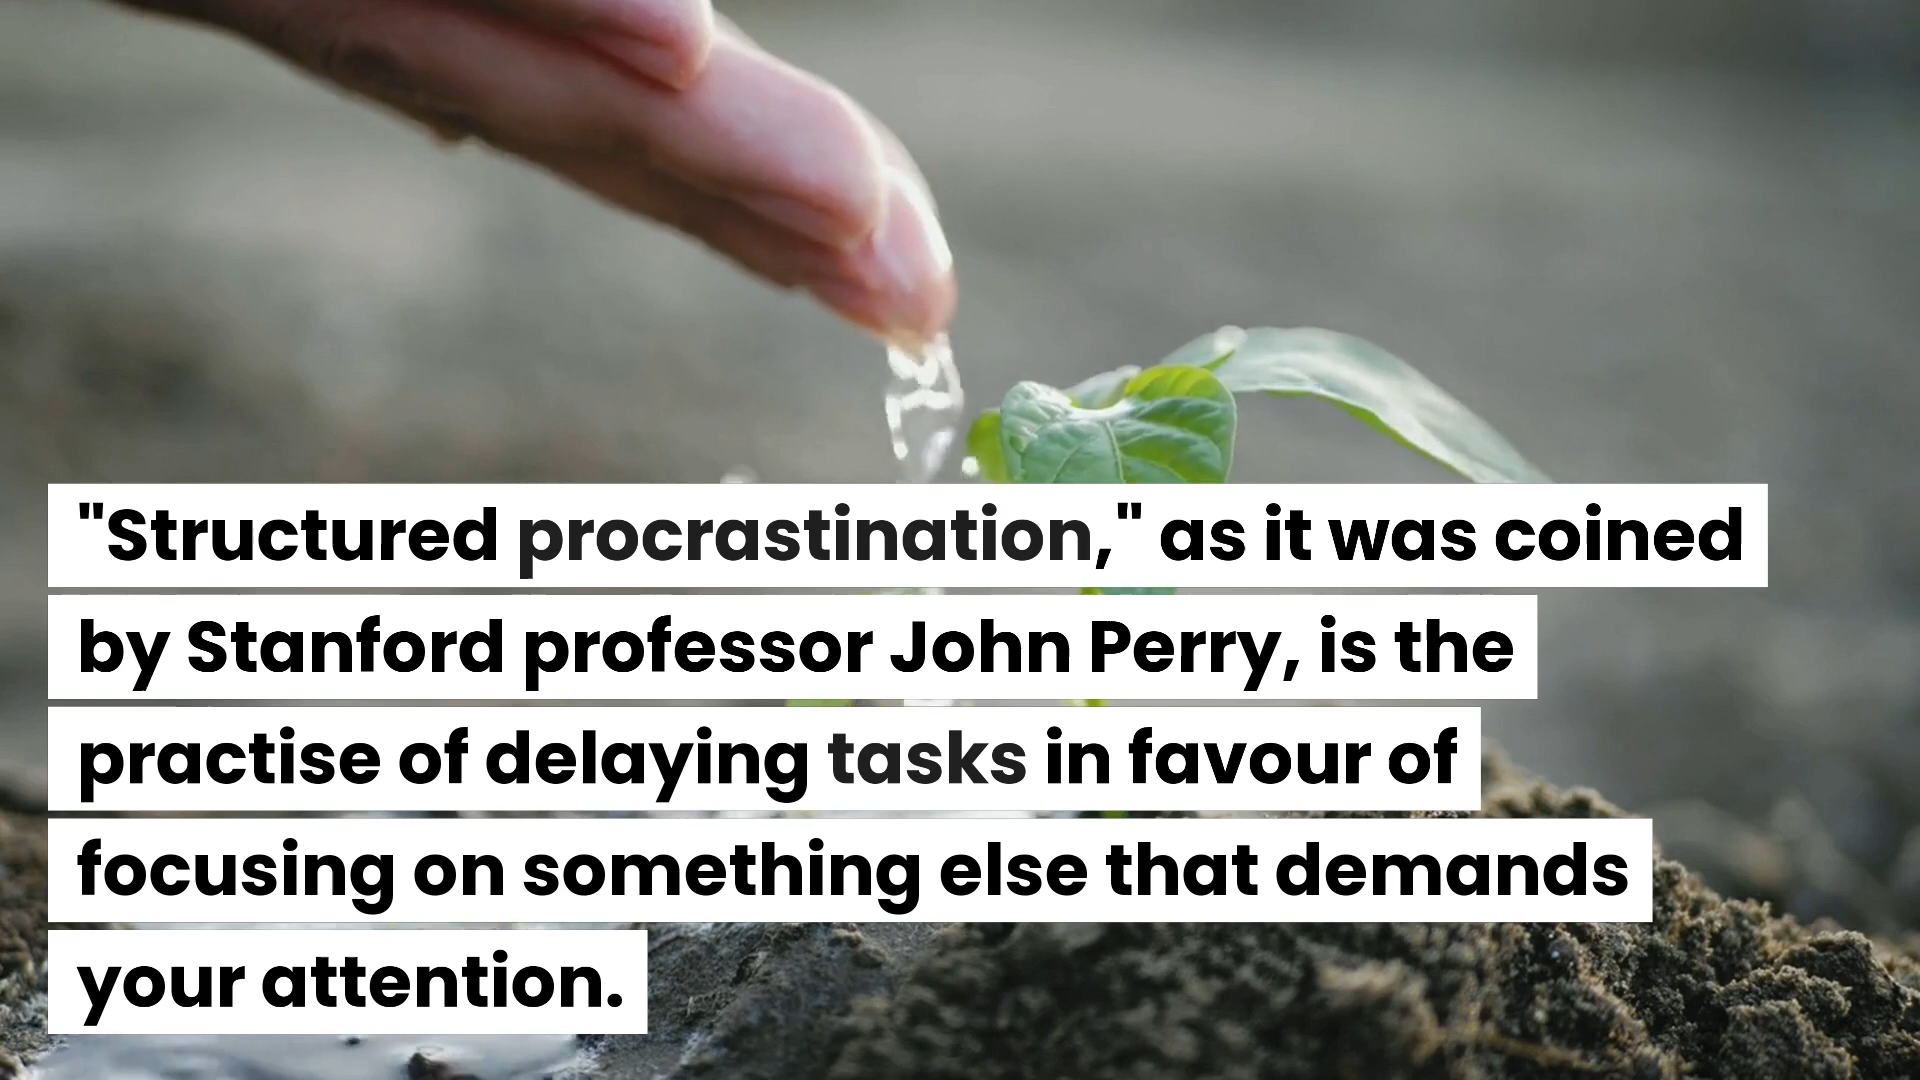 "Structured procrastination," as it was coined
by Stanford professor John Perry, is the
practise of delaying tasks in favour of
focusing on something else that demands
your attention.